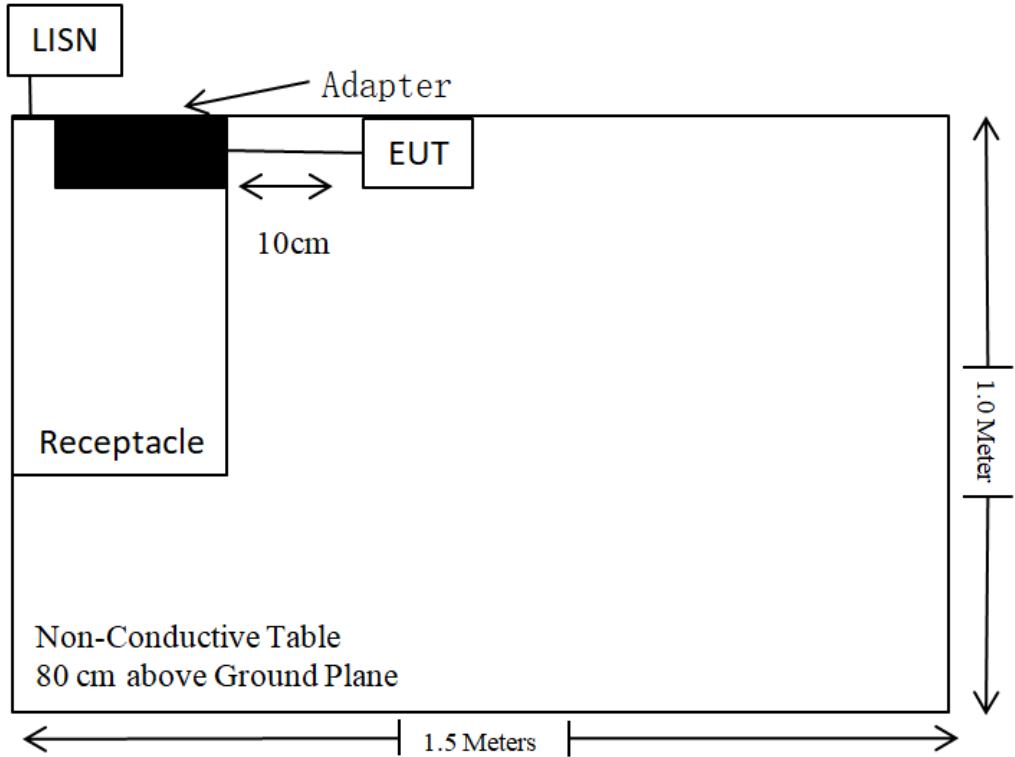 LISN
Adapter
EUT
10cm
1.0 Meter
Receptacle
Non-Conductive Table
80 cm above Ground Plane
1.5 Meters